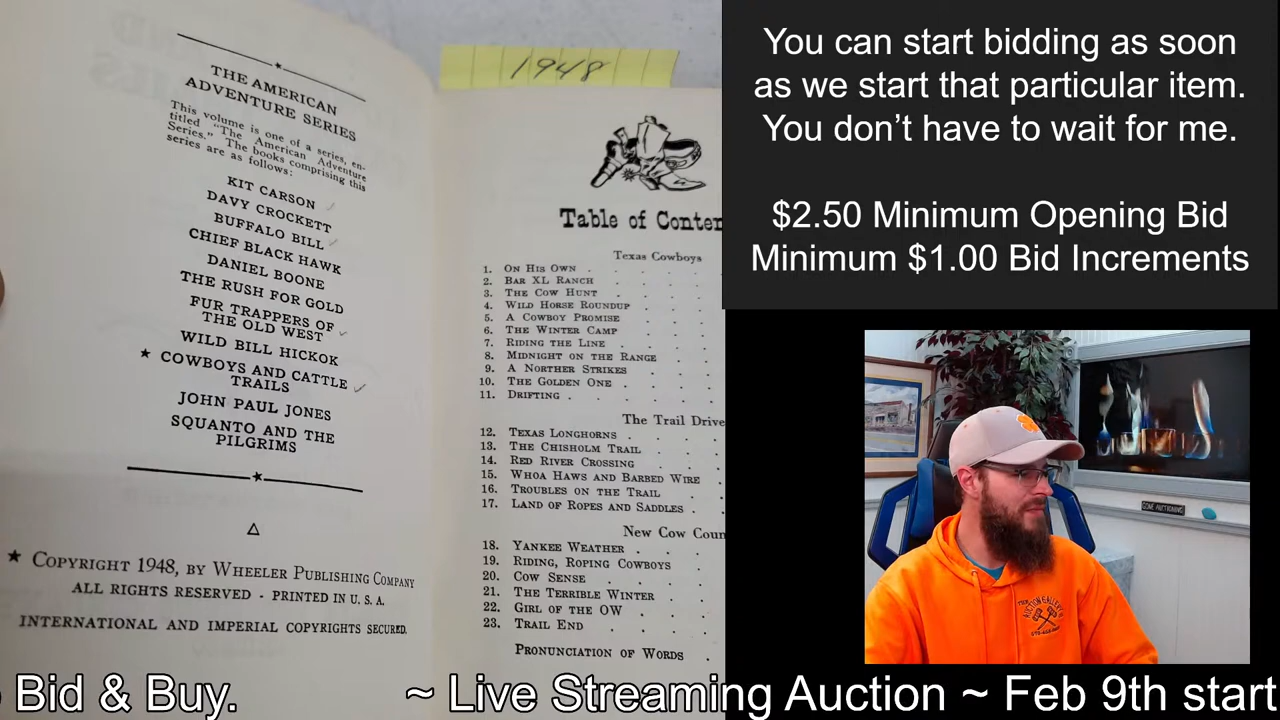 THE AMERICAN
ADVENTURE SERIES
This volume is one of a series, en-
titled "The American Adventure
Series." The books comprising this
series are as follows:
KIT CARSON
DAVY CROCKETT
BUFFALO BILL
CHIEF BLACK HAWK
DANIEL BOONE
THE RUSH FOR GOLD
FUR TRAPPERS OF
THE OLD WEST
WILD BILL HICKOK
★ COWBOYS AND CATTLE
TRAILS
JOHN PAUL JONES
SQUANTO AND THE
PILGRIMS
★ COPYRIGHT 1948, BY WHEELER PUBLISHING COMPANY
ALL RIGHTS RESERVED - PRINTED IN U. S. A.
INTERNATIONAL AND IMPERIAL COPYRIGHTS SECURED.
1948
Table of Conten
Texas Cowboys
1. ON HIS OWN . . . .
2. BAR XL RANCH . . . .
3. THE COW HUNT . . . .
4. WILD HORSE ROUNDUP . . .
5. A COWBOY PROMISE . . .
6. THE WINTER CAMP . . .
7. RIDING THE LINE . . . .
8. MIDNIGHT ON THE RANGE . .
9. A NORTHER STRIKES . . .
10. THE GOLDEN ONE . . . .
11. DRIFTING . . . . .
The Trail Drive
12. TEXAS LONGHORNS . . .
13. THE CHISHOLM TRAIL . . .
14. RED RIVER CROSSING . . .
15. WHOA HAWS AND BARBED WIRE
16. TROUBLES ON THE TRAIL . .
17. LAND OF ROPES AND SADDLES .
New Cow Coun
18. YANKEE WEATHER . . .
19. RIDING, ROPING COWBOYS . .
20. COW SENSE . . . .
21. THE TERRIBLE WINTER . . .
22. GIRL OF THE OW . . . .
23. TRAIL END . . . .
PRONUNCIATION OF WORDS .
You can start bidding as soon
as we start that particular item.
You don't have to wait for me.
$2.50 Minimum Opening Bid
Minimum $1.00 Bid Increments
GONE AUCTIONING
THE
AUCTION GALLERY
Bid & Buy. ~ Live Streaming Auction ~ Feb 9th start